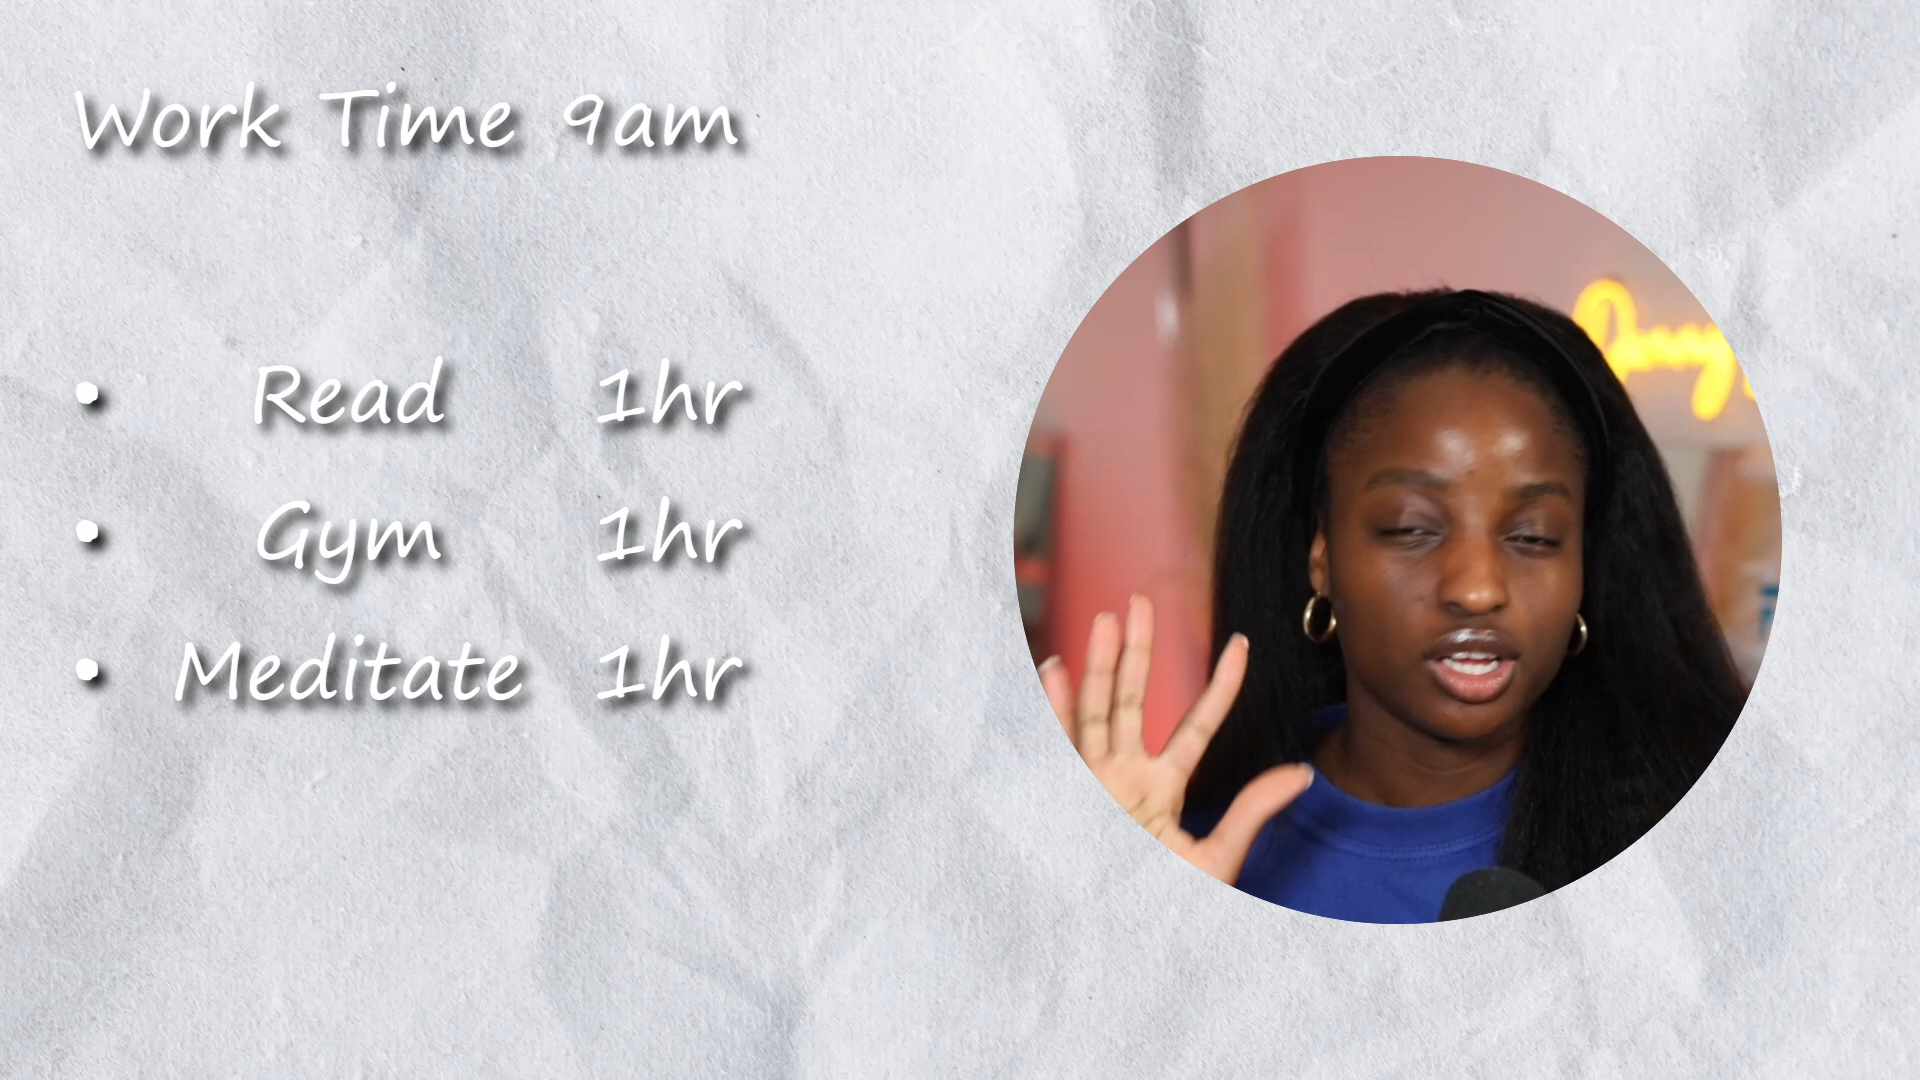 Work Time 9am
• Read 1hr
• Gym 1hr
• Meditate 1hr